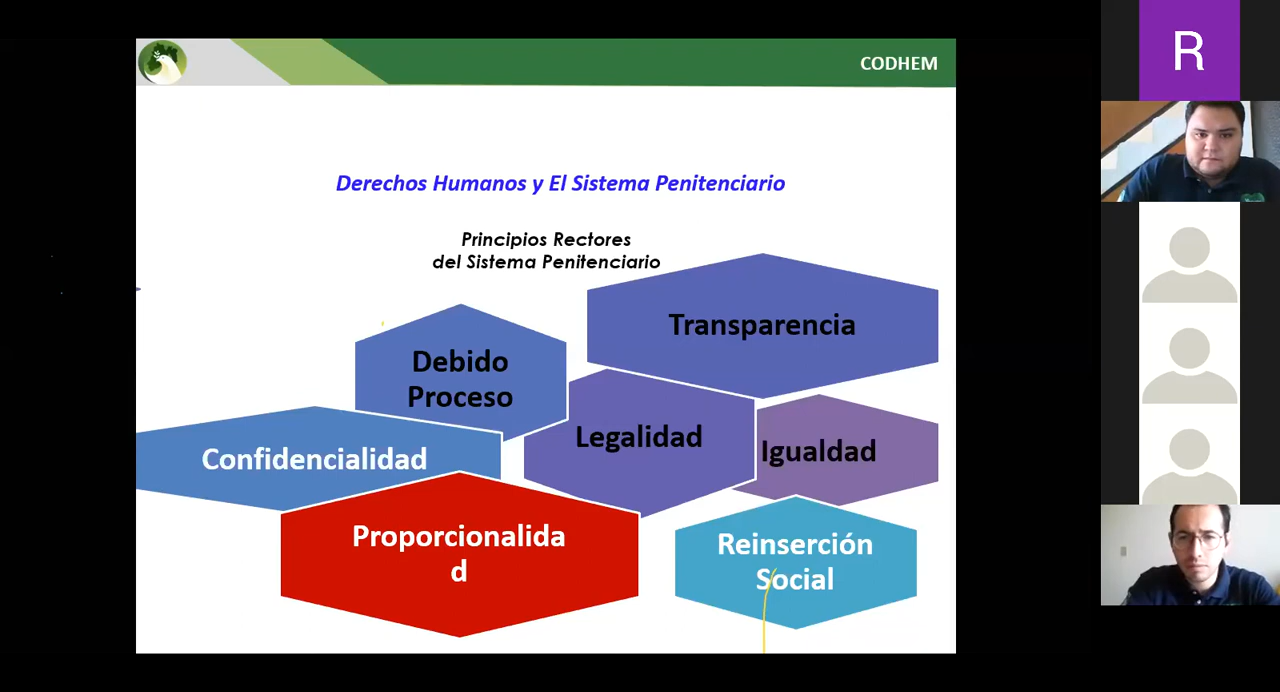 CODHEM
R
Derechos Humanos y El Sistema Penitenciario
Principios Rectores
del Sistema Penitenciario
Transparencia
Debido
Proceso
Legalidad
Igualdad
Confidencialidad
Proporcionalida
d
Reinserción
Social